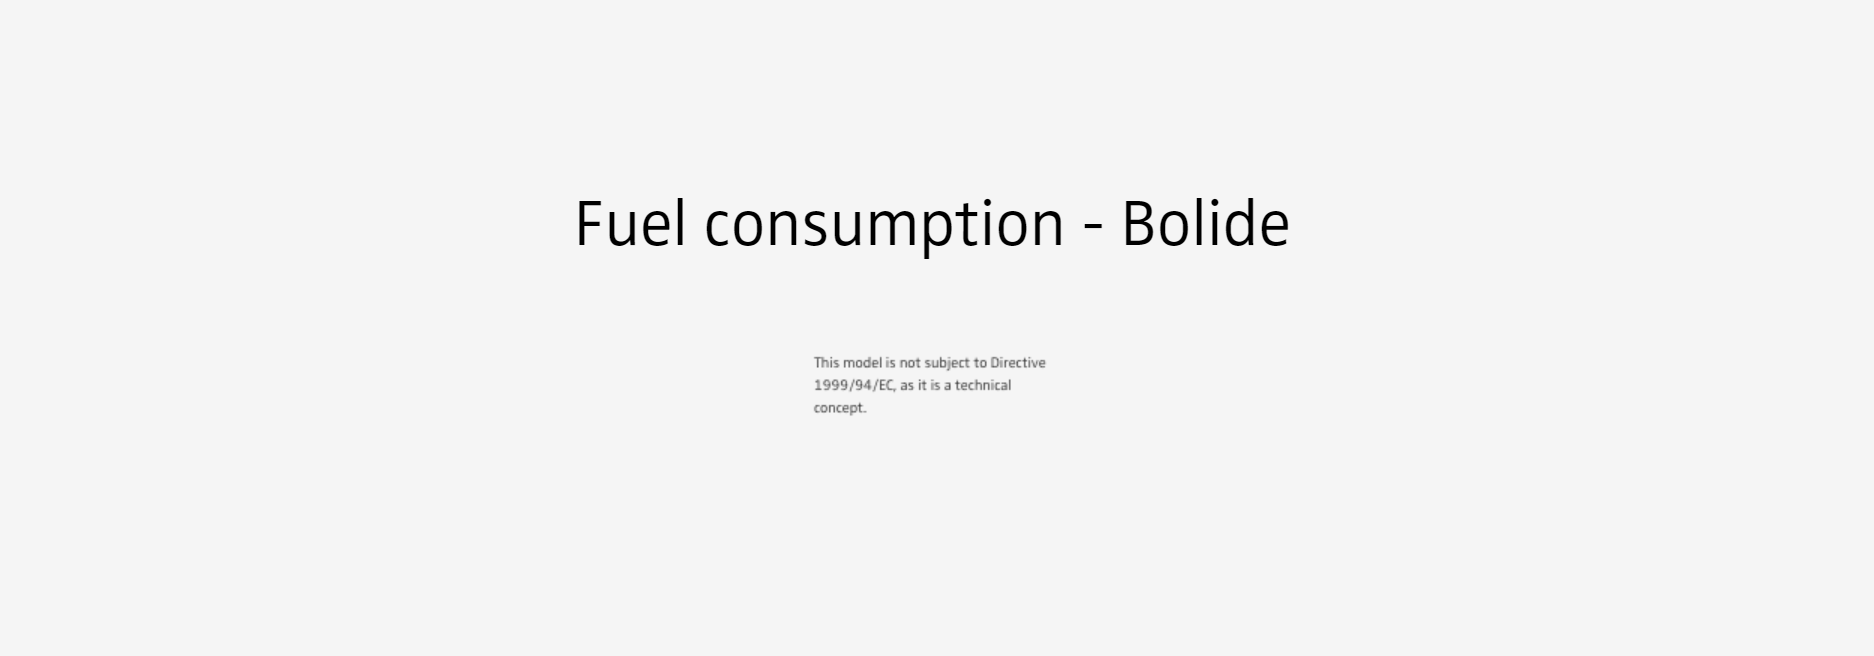 Fuel consumption - Bolide
This model is not subject to Directive
1999/94/EC, as it is a technical
concept.